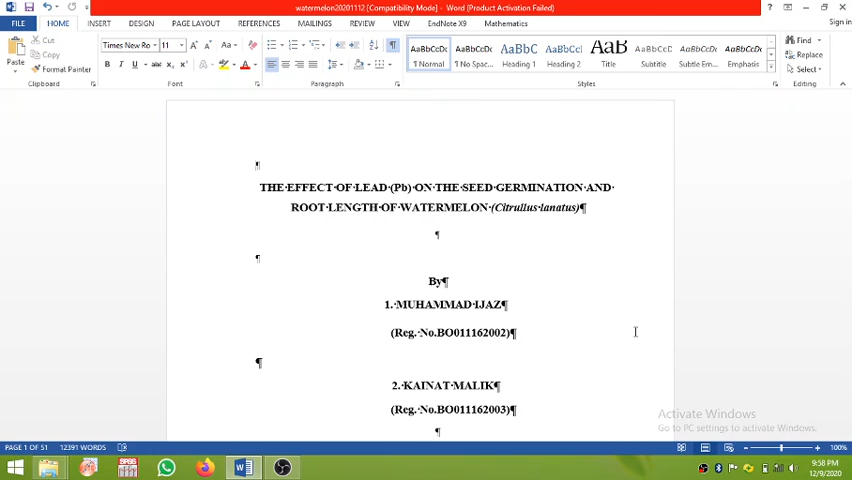 watermelon20201112 [Compatibility Mode] - Word (Product Activation Failed)
FILE HOME INSERT DESIGN PAGE LAYOUT REFERENCES MAILINGS REVIEW VIEW EndNote X9 Mathematics Sign in
Paste
Cut
Copy
Format Painter
Clipboard
Times New Ro 11
Font
Paragraph
AaBbCcDc AaBbCcDc AaBbC AaBbCcI AaB AaBbCcD AaBbCcDc AaBbCcDc
¶ Normal ¶ No Spac... Heading 1 Heading 2 Title Subtitle Subtle Em... Emphasis
Styles
Find
Replace
Select
Editing
¶
THE·EFFECT·OF·LEAD·(Pb)·ON·THE·SEED·GERMINATION·AND·
ROOT·LENGTH·OF·WATERMELON·(Citrullus·lanatus)¶
¶
¶
By¶
1.·MUHAMMAD·IJAZ¶
(Reg.·No.BO011162002)¶
¶
2.·KAINAT·MALIK¶
(Reg.·No.BO011162003)¶
¶
Activate Windows
Go to PC settings to activate Windows.
PAGE 1 OF 51 12391 WORDS 100%
9:58 PM
12/9/2020